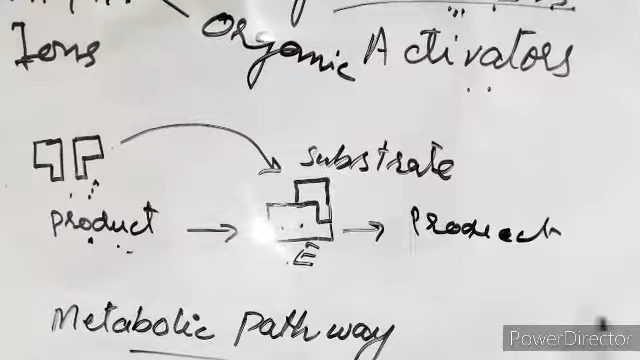 Ions Organic Activators
substrate
product → → Product
E
Metabolic Pathway
PowerDirector